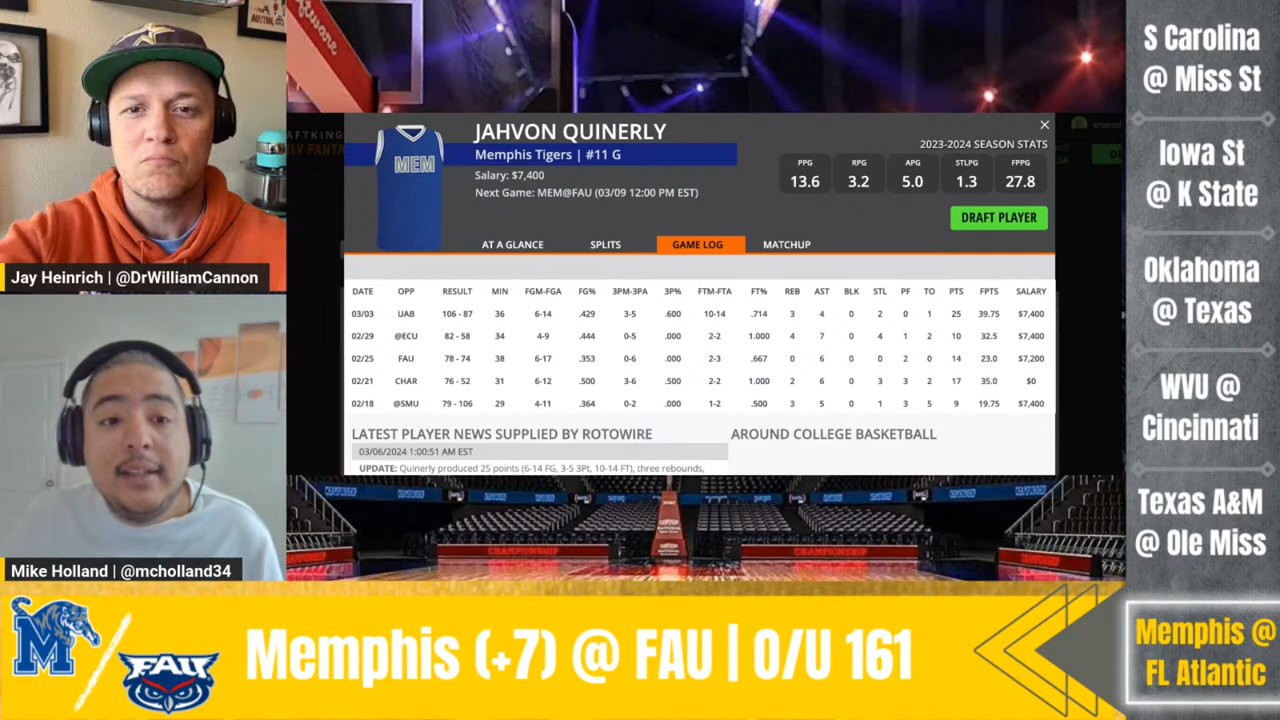 Jay Heinrich | @DrWilliamCannon
Mike Holland | @mcholland34
JAHVON QUINERLY
Memphis Tigers | #11 G
Salary: $7,400
Next Game: MEM@FAU (03/09 12:00 PM EST)
MEM
2023-2024 SEASON STATS
PPG RPG APG STLPG FPPG
13.6 3.2 5.0 1.3 27.8
DRAFT PLAYER
AT A GLANCE SPLITS GAME LOG MATCHUP
DATE OPP RESULT MIN FGM-FGA FG% 3PM-3PA 3P% FTM-FTA FT% REB AST BLK STL PF TO PTS FPTS SALARY
03/03 UAB 106 - 87 36 6-14 .429 3-5 .600 10-14 .714 3 4 0 2 0 1 25 39.75 $7,400
02/29 @ECU 82 - 58 34 4-9 .444 0-5 .000 2-2 1.000 4 7 0 4 1 2 10 32.5 $7,400
02/25 FAU 78 - 74 38 6-17 .353 0-6 .000 2-3 .667 0 6 0 0 2 0 14 23.0 $7,200
02/21 CHAR 76 - 52 31 6-12 .500 3-6 .500 2-2 1.000 2 6 0 3 3 2 17 35.0 $0
02/18 @SMU 79 - 106 29 4-11 .364 0-2 .000 1-2 .500 3 5 0 1 3 5 9 19.75 $7,400
LATEST PLAYER NEWS SUPPLIED BY ROTOWIRE
03/06/2024 1:00:51 AM EST
UPDATE: Quinerly produced 25 points (6-14 FG, 3-5 3Pt, 10-14 FT), three rebounds,
AROUND COLLEGE BASKETBALL
CHAMPIONSHIP
CHAMPIONSHIP
S Carolina
@ Miss St
Iowa St
@ K State
Oklahoma
@ Texas
WVU @
Cincinnati
Texas A&M
@ Ole Miss
Memphis @
FL Atlantic
M
FAU
Memphis (+7) @ FAU | O/U 161